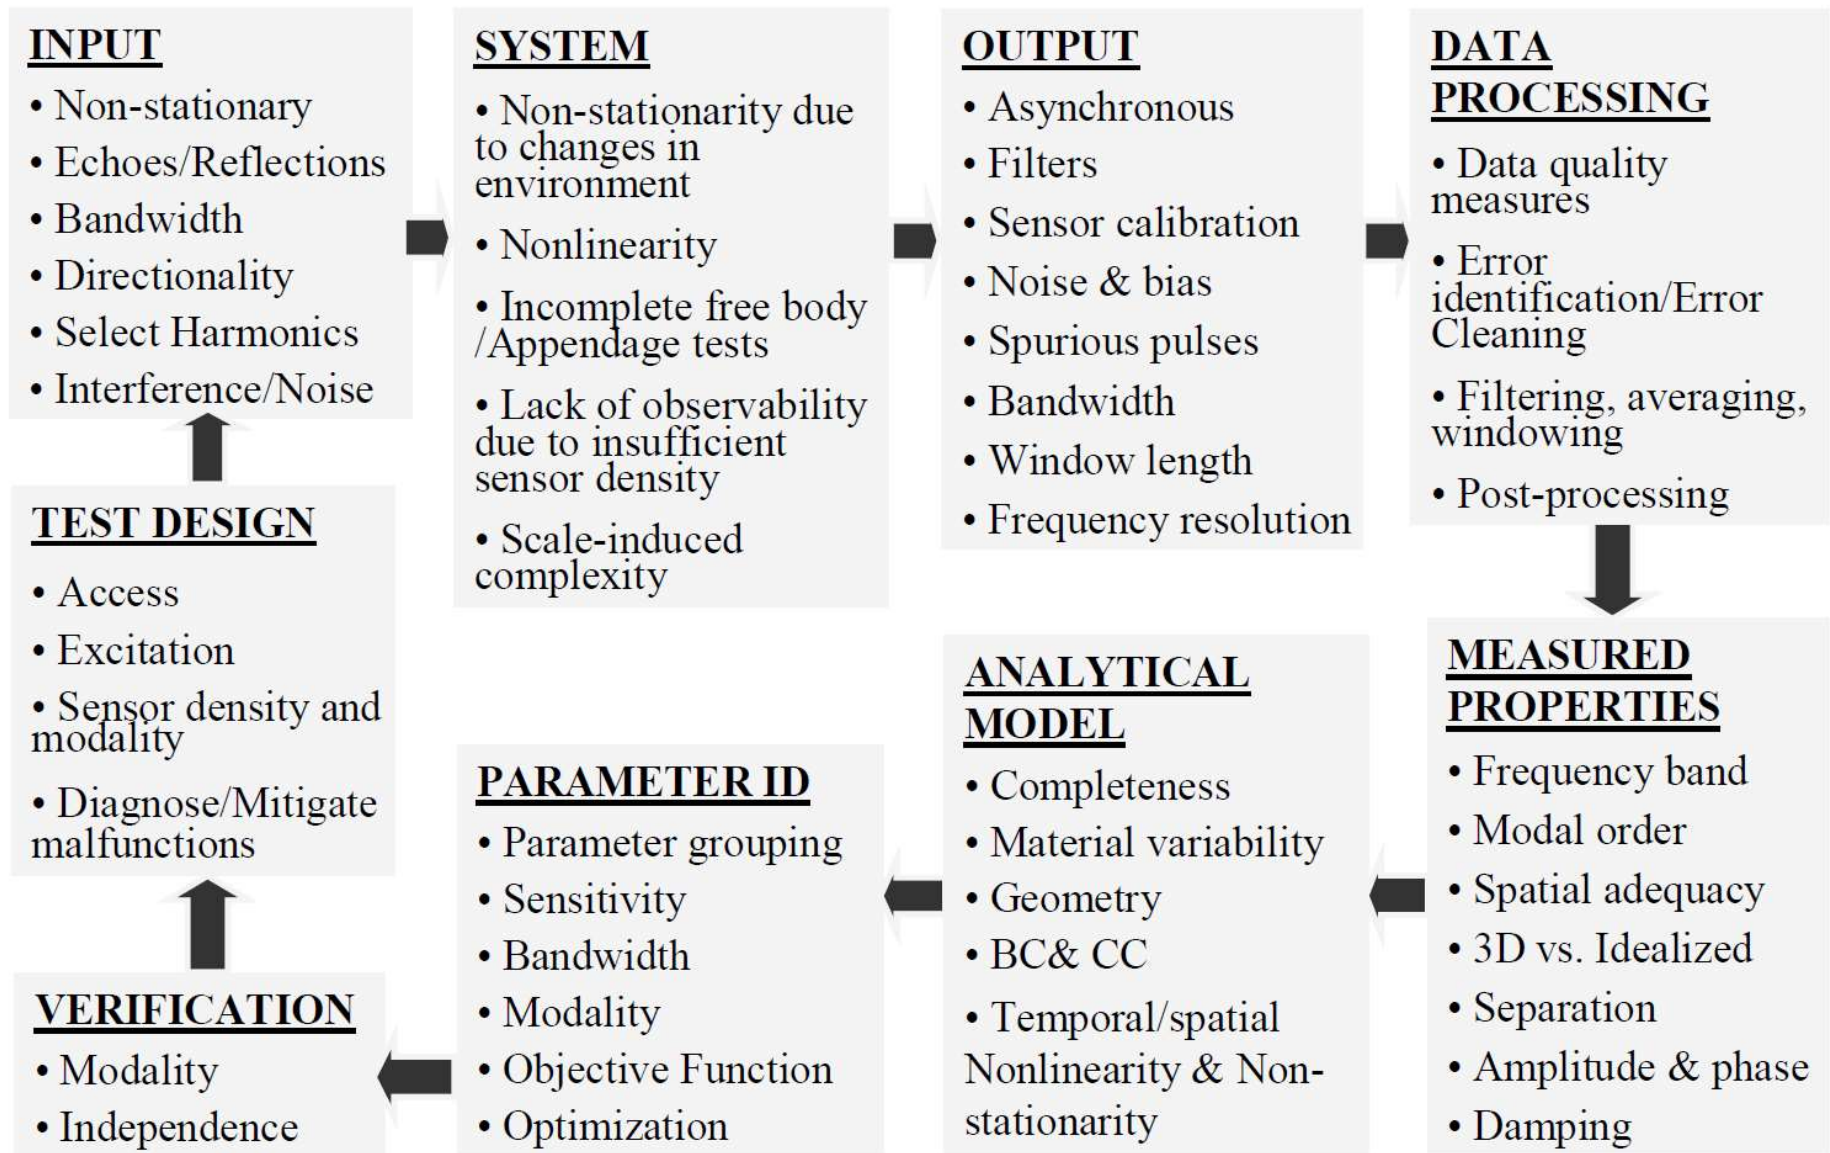 INPUT
• Non-stationary
• Echoes/Reflections
• Bandwidth
• Directionality
• Select Harmonics
• Interference/Noise
SYSTEM
• Non-stationarity due
to changes in
environment
• Nonlinearity
• Incomplete free body
/Appendage tests
• Lack of observability
due to insufficient
sensor density
• Scale-induced
complexity
OUTPUT
• Asynchronous
• Filters
• Sensor calibration
• Noise & bias
• Spurious pulses
• Bandwidth
• Window length
• Frequency resolution
DATA
PROCESSING
• Data quality
measures
• Error
identification/Error
Cleaning
• Filtering, averaging,
windowing
• Post-processing
MEASURED
PROPERTIES
• Frequency band
• Modal order
• Spatial adequacy
• 3D vs. Idealized
• Separation
• Amplitude & phase
• Damping
ANALYTICAL
MODEL
• Completeness
• Material variability
• Geometry
• BC& CC
• Temporal/spatial
Nonlinearity & Non-
stationarity
PARAMETER ID
• Parameter grouping
• Sensitivity
• Bandwidth
• Modality
• Objective Function
• Optimization
VERIFICATION
• Modality
• Independence
TEST DESIGN
• Access
• Excitation
• Sensor density and
modality
• Diagnose/Mitigate
malfunctions